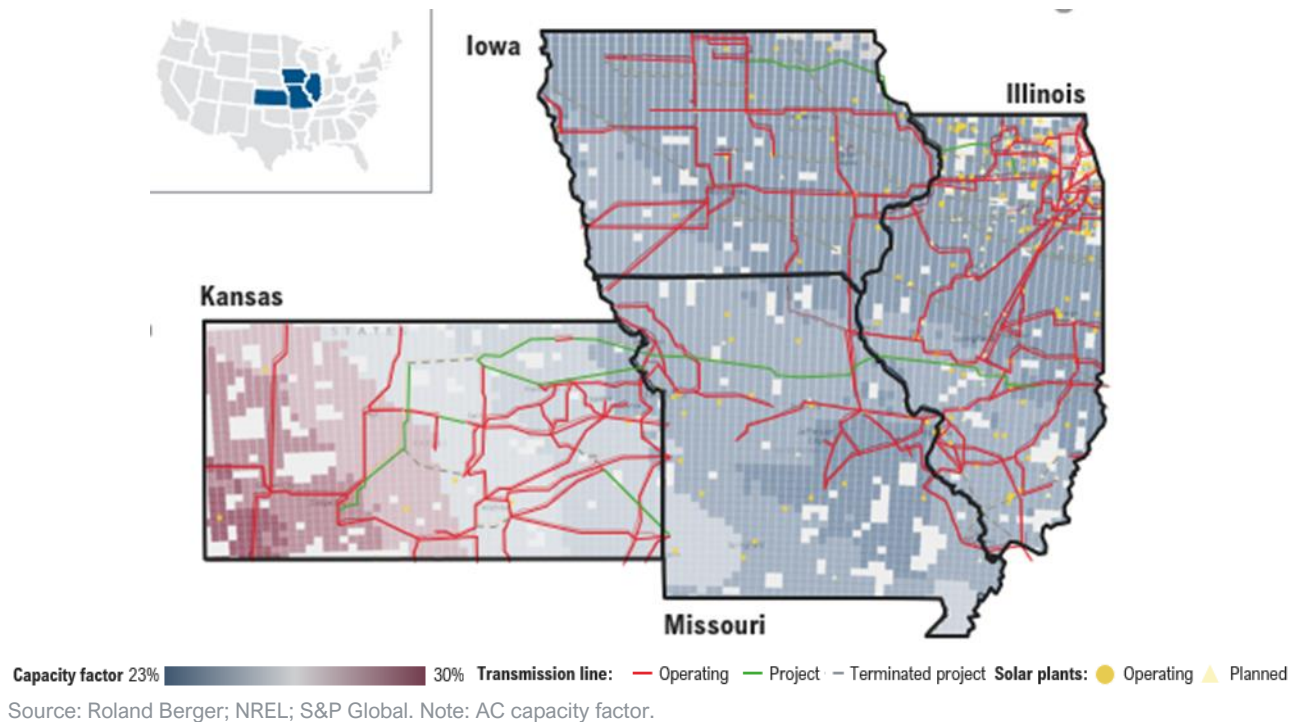 Iowa
Illinois
Kansas
STATE
Missouri
Capacity factor 23% 30% Transmission line: Operating Project Terminated project Solar plants: Operating Planned
Source: Roland Berger; NREL; S&P Global. Note: AC capacity factor.